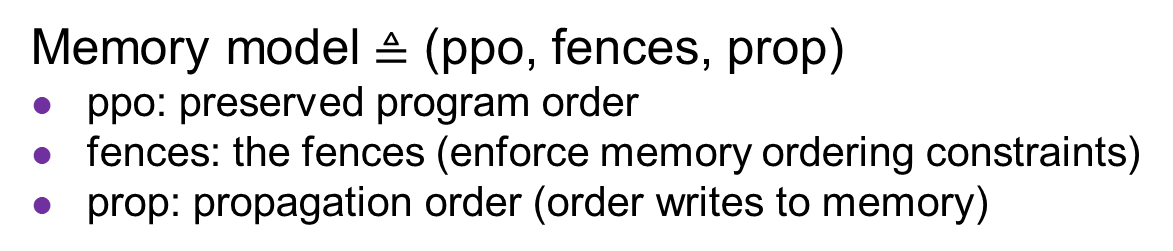 Memory model ≜ (ppo, fences, prop)
● ppo: preserved program order
● fences: the fences (enforce memory ordering constraints)
● prop: propagation order (order writes to memory)